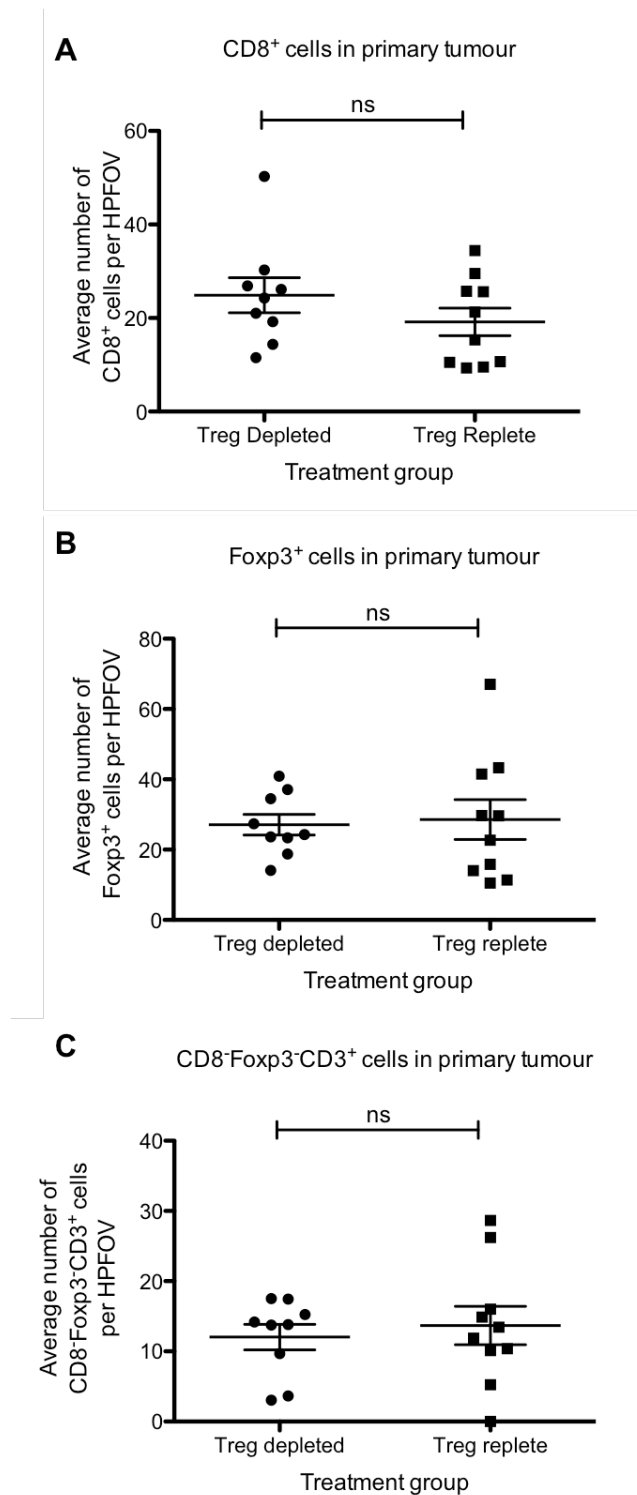 A
CD8⁺ cells in primary tumour
ns
Average number of
CD8⁺ cells per HPFOV
60
40
20
0
Treg Depleted
Treg Replete
Treatment group
B
Foxp3⁺ cells in primary tumour
ns
Average number of
Foxp3⁺ cells per HPFOV
80
60
40
20
0
Treg depleted
Treg replete
Treatment group
C
CD8⁻Foxp3⁻CD3⁺ cells in primary tumour
ns
Average number of
CD8⁻Foxp3⁻CD3⁺ cells
per HPFOV
40
30
20
10
0
Treg depleted
Treg replete
Treatment group